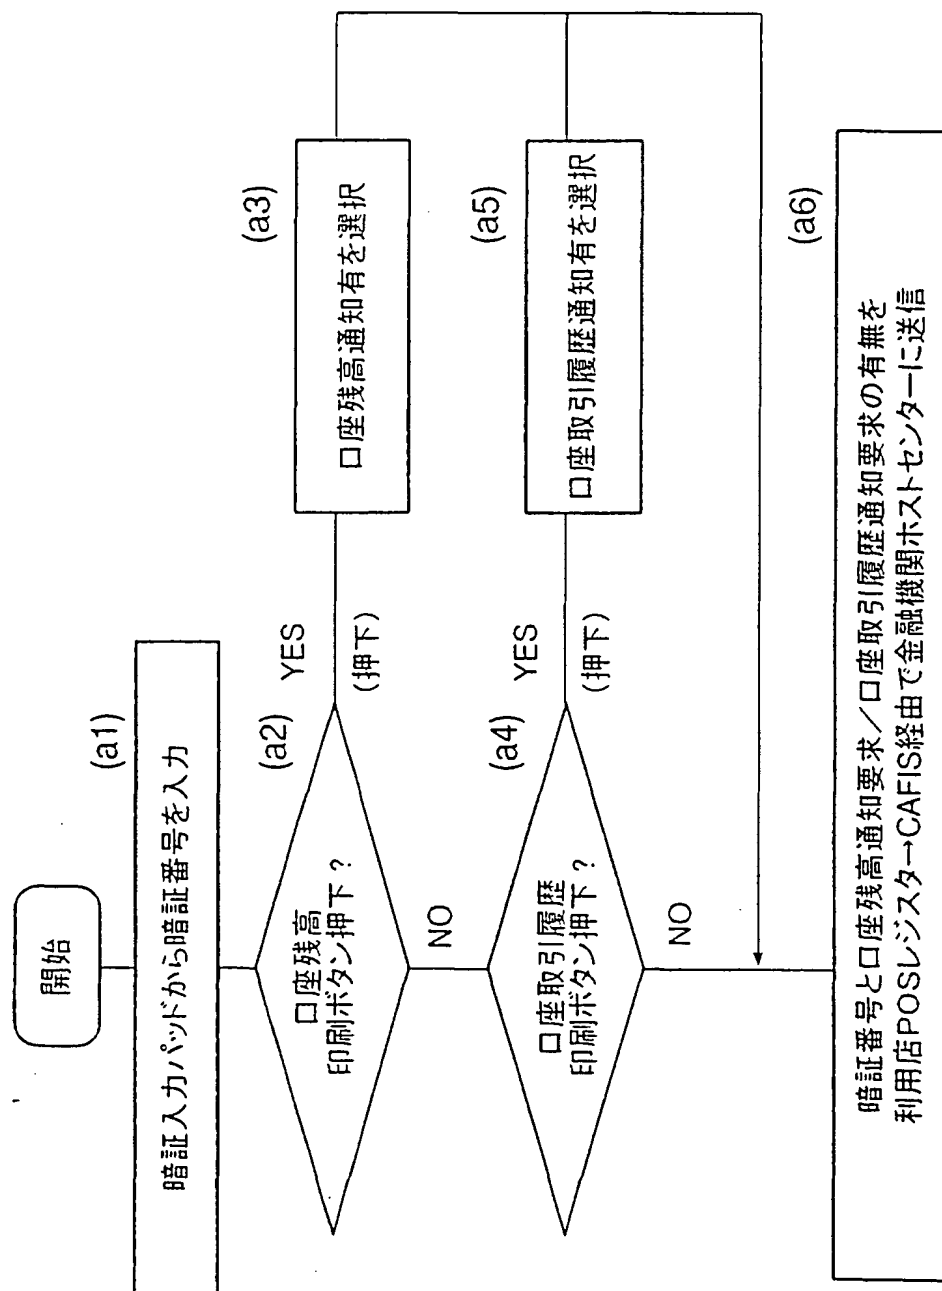 開始
(a1)
暗証入力パッドから暗証番号を入力
(a2)
口座残高
印刷ボタン押下?
YES
(押下)
(a3)
口座残高通知有を選択
NO
(a4)
口座取引履歴
印刷ボタン押下?
YES
(押下)
(a5)
口座取引履歴通知有を選択
NO
(a6)
暗証番号と口座残高通知要求/口座取引履歴通知要求の有無を
利用店POSレジスター→CAFIS経由で金融機関ホストセンターに送信